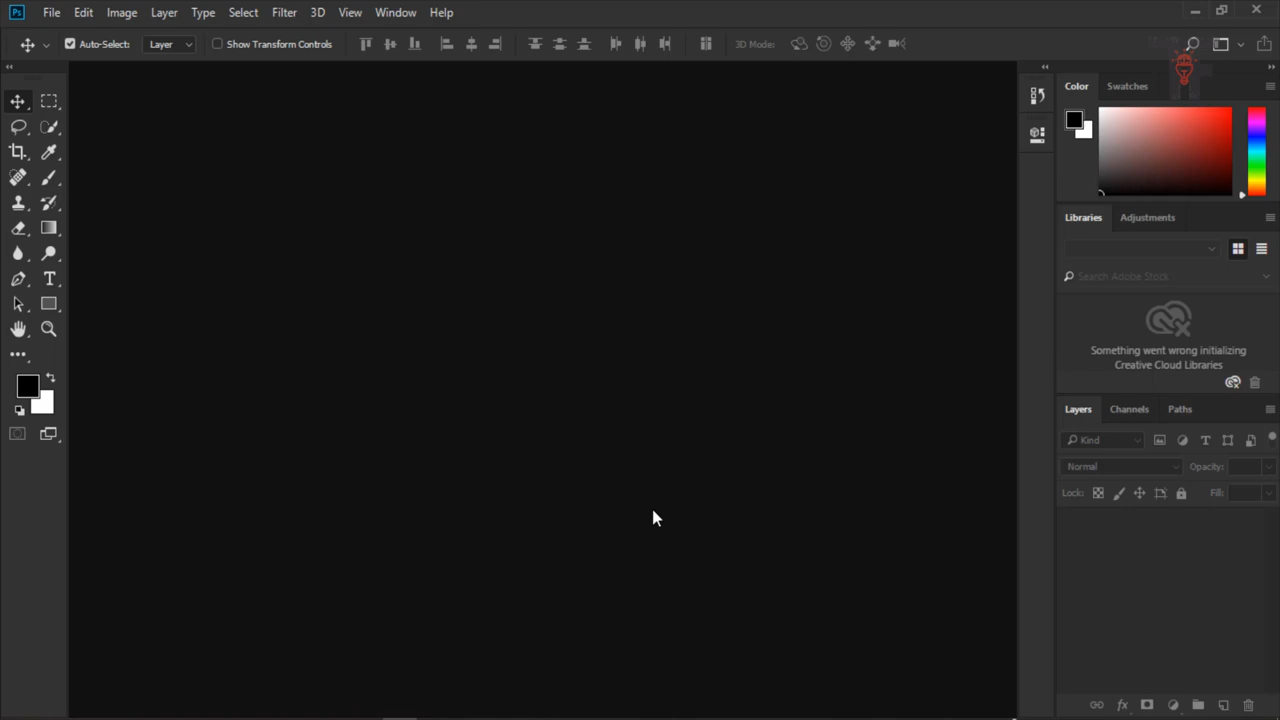 Ps File Edit Image Layer Type Select Filter 3D View Window Help
Auto-Select: Layer Show Transform Controls 3D Mode:
Color Swatches
Libraries Adjustments
Search Adobe Stock
Something went wrong initializing
Creative Cloud Libraries
Layers Channels Paths
Kind
Normal Opacity:
Lock: Fill: